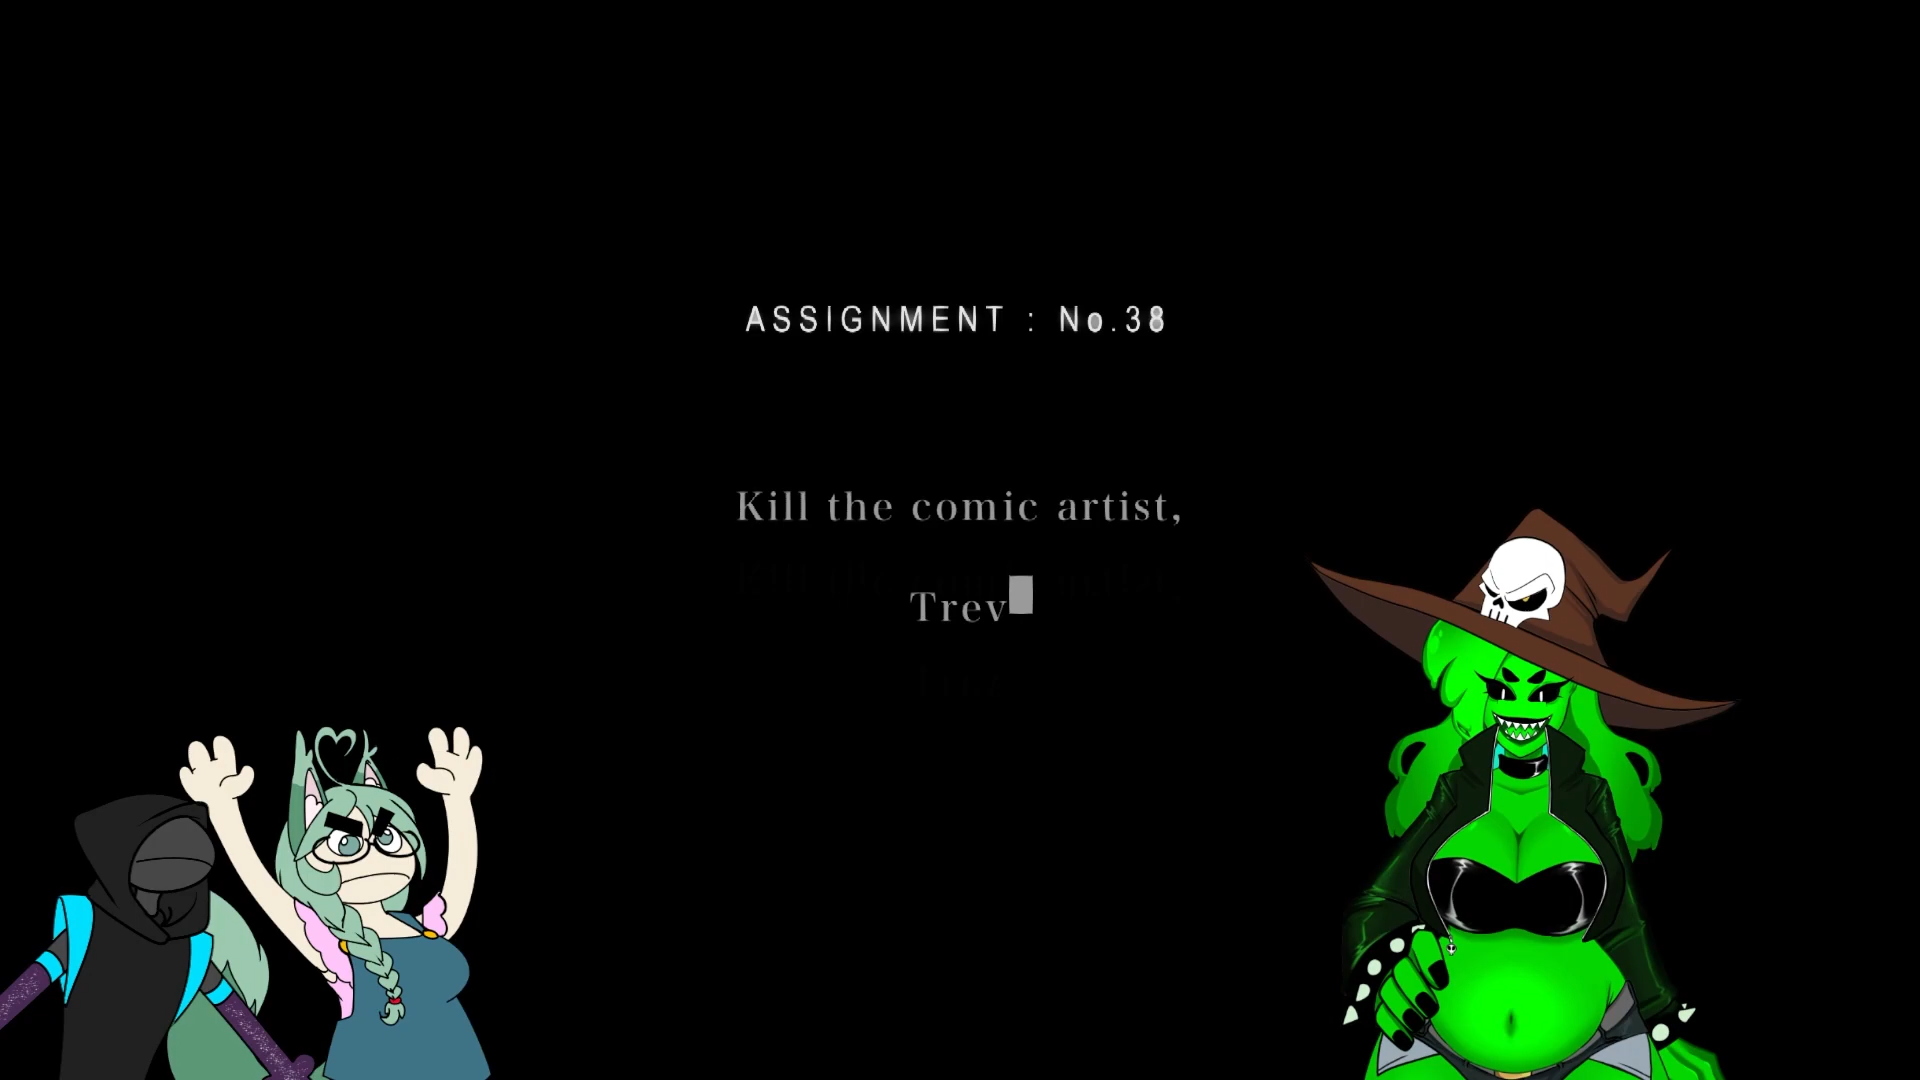 ASSIGNMENT : No.38
Kill the comic artist,
Trev